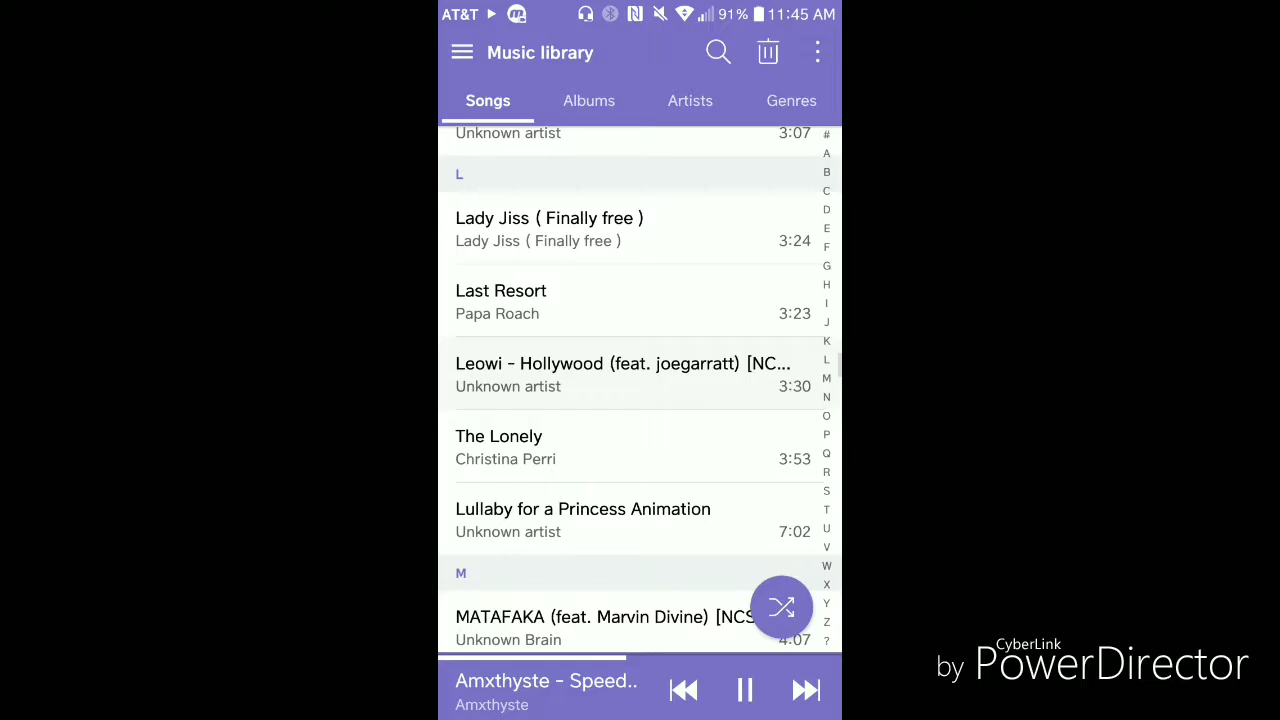 AT&T 91% 11:45 AM
Music library
Songs Albums Artists Genres
Unknown artist 3:07
L
Lady Jiss ( Finally free )
Lady Jiss ( Finally free ) 3:24
Last Resort
Papa Roach 3:23
Leowi - Hollywood (feat. joegarratt) [NC...
Unknown artist 3:30
The Lonely
Christina Perri 3:53
Lullaby for a Princess Animation
Unknown artist 7:02
M
MATAFAKA (feat. Marvin Divine) [NCS
Unknown Brain 4:07
Amxthyste - Speed..
Amxthyste
#
A
B
C
D
E
F
G
H
I
J
K
L
M
N
O
P
Q
R
S
T
U
V
W
X
Y
Z
?
CyberLink
by PowerDirector